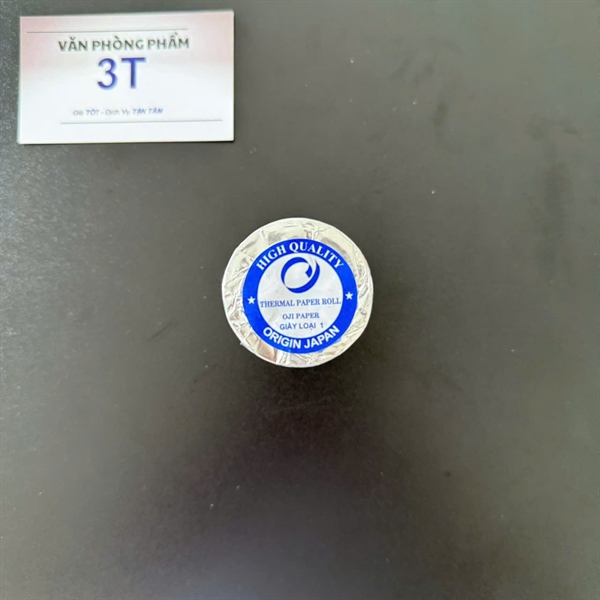 VĂN PHÒNG PHẨM
3T
Giá TỐT - Dịch Vụ TẬN TÂM
HIGH QUALITY
THERMAL PAPER ROLL
OJI PAPER
GIẤY LOẠI 1
ORIGIN JAPAN